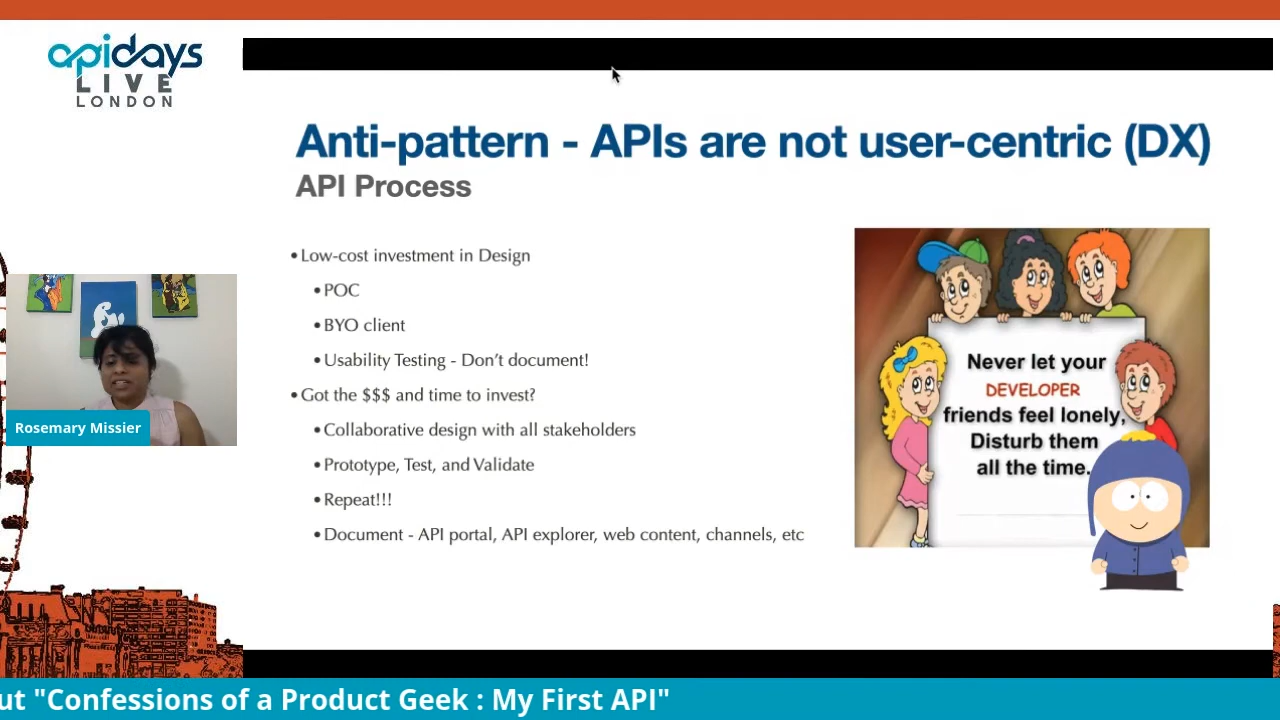 apidays
LIVE
LONDON
Anti-pattern - APIs are not user-centric (DX)
API Process
•Low-cost investment in Design
•POC
•BYO client
•Usability Testing - Don't document!
•Got the $$$ and time to invest?
•Collaborative design with all stakeholders
•Prototype, Test, and Validate
•Repeat!!!
•Document - API portal, API explorer, web content, channels, etc
Never let your
DEVELOPER
friends feel lonely,
Disturb them
all the time.
Rosemary Missier
ut "Confessions of a Product Geek : My First API"